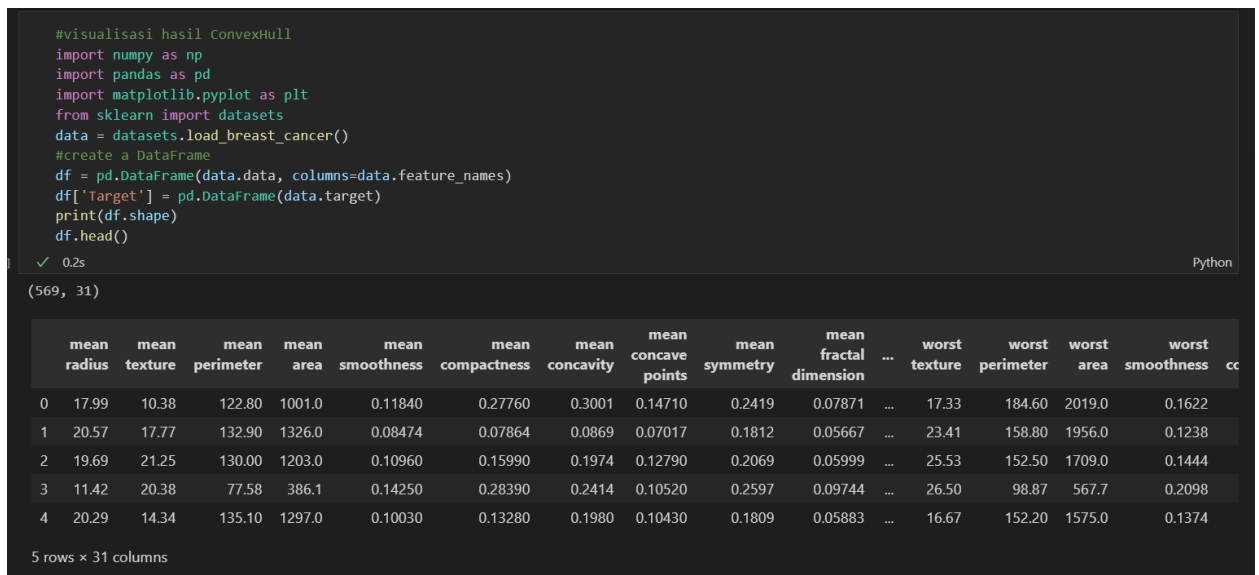 #visualisasi hasil ConvexHull
import numpy as np
import pandas as pd
import matplotlib.pyplot as plt
from sklearn import datasets
data = datasets.load_breast_cancer()
#create a DataFrame
df = pd.DataFrame(data.data, columns=data.feature_names)
df['Target'] = pd.DataFrame(data.target)
print(df.shape)
df.head()
✓ 0.2s Python
(569, 31)
mean radius mean texture mean perimeter mean area mean smoothness mean compactness mean concavity mean concave points mean symmetry mean fractal dimension ... worst texture worst perimeter worst area worst smoothness
0 17.99 10.38 122.80 1001.0 0.11840 0.27760 0.3001 0.14710 0.2419 0.07871 ... 17.33 184.60 2019.0 0.1622
1 20.57 17.77 132.90 1326.0 0.08474 0.07864 0.0869 0.07017 0.1812 0.05667 ... 23.41 158.80 1956.0 0.1238
2 19.69 21.25 130.00 1203.0 0.10960 0.15990 0.1974 0.12790 0.2069 0.05999 ... 25.53 152.50 1709.0 0.1444
3 11.42 20.38 77.58 386.1 0.14250 0.28390 0.2414 0.10520 0.2597 0.09744 ... 26.50 98.87 567.7 0.2098
4 20.29 14.34 135.10 1297.0 0.10030 0.13280 0.1980 0.10430 0.1809 0.05883 ... 16.67 152.20 1575.0 0.1374
5 rows × 31 columns